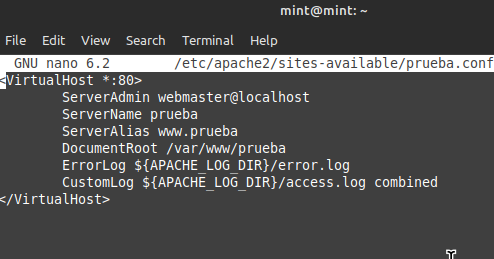 mint@mint: ~
File Edit View Search Terminal Help
GNU nano 6.2 /etc/apache2/sites-available/prueba.conf
<VirtualHost *:80>
ServerAdmin webmaster@localhost
ServerName prueba
ServerAlias www.prueba
DocumentRoot /var/www/prueba
ErrorLog ${APACHE_LOG_DIR}/error.log
CustomLog ${APACHE_LOG_DIR}/access.log combined
</VirtualHost>